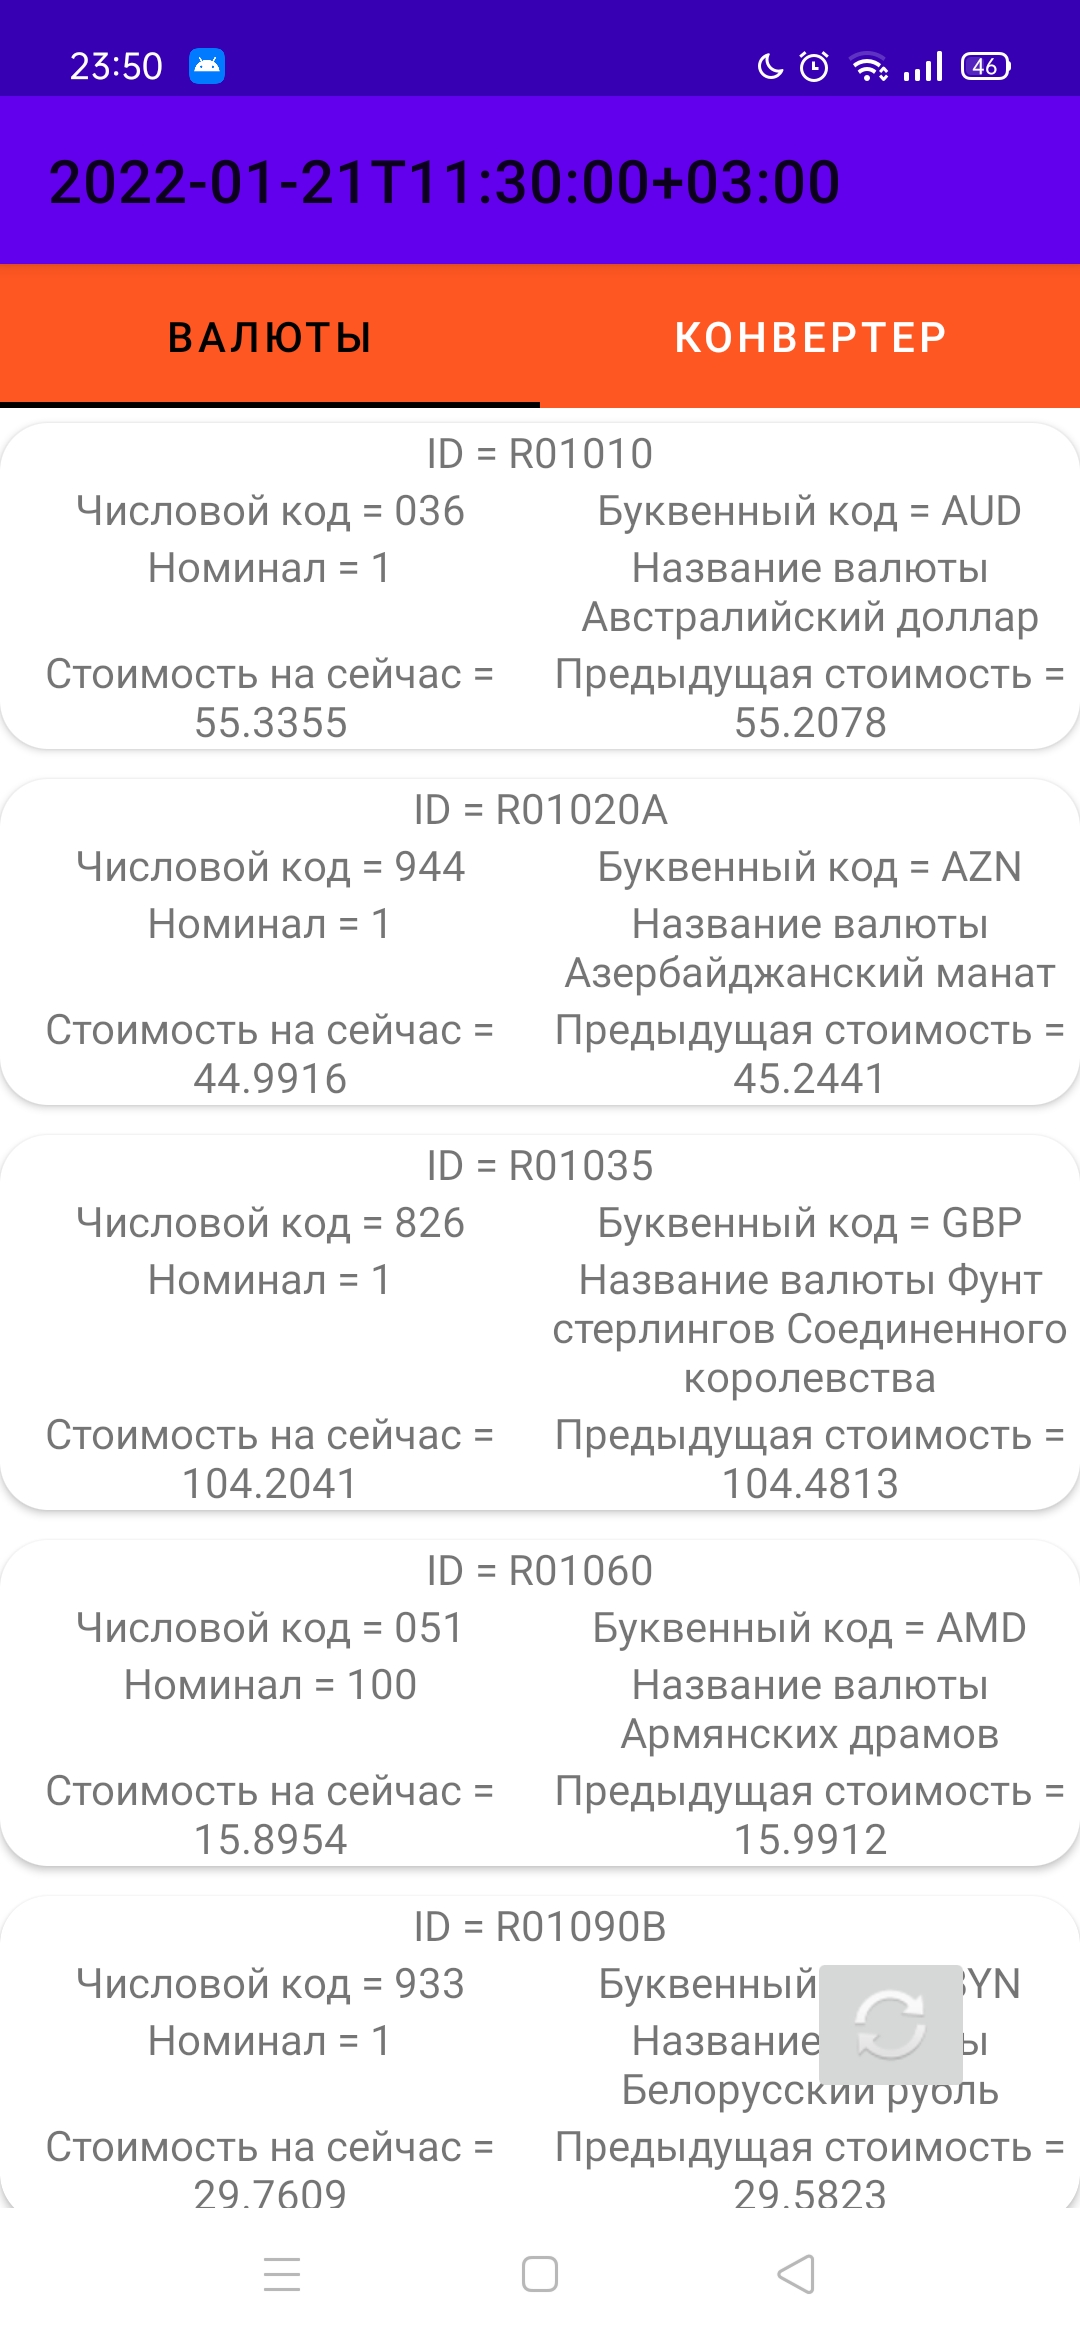 23:50
46
2022-01-21T11:30:00+03:00
ВАЛЮТЫ
КОНВЕРТЕР
ID = R01010
Числовой код = 036
Буквенный код = AUD
Номинал = 1
Название валюты
Австралийский доллар
Стоимость на сейчас =
55.3355
Предыдущая стоимость =
55.2078
ID = R01020A
Числовой код = 944
Буквенный код = AZN
Номинал = 1
Название валюты
Азербайджанский манат
Стоимость на сейчас =
44.9916
Предыдущая стоимость =
45.2441
ID = R01035
Числовой код = 826
Буквенный код = GBP
Номинал = 1
Название валюты Фунт
стерлингов Соединенного
королевства
Стоимость на сейчас =
104.2041
Предыдущая стоимость =
104.4813
ID = R01060
Числовой код = 051
Буквенный код = AMD
Номинал = 100
Название валюты
Армянских драмов
Стоимость на сейчас =
15.8954
Предыдущая стоимость =
15.9912
ID = R01090B
Числовой код = 933
Буквенный
Номинал = 1
Название
Белорусский рубль
Стоимость на сейчас =
29.7609
Предыдущая стоимость =
29.5823